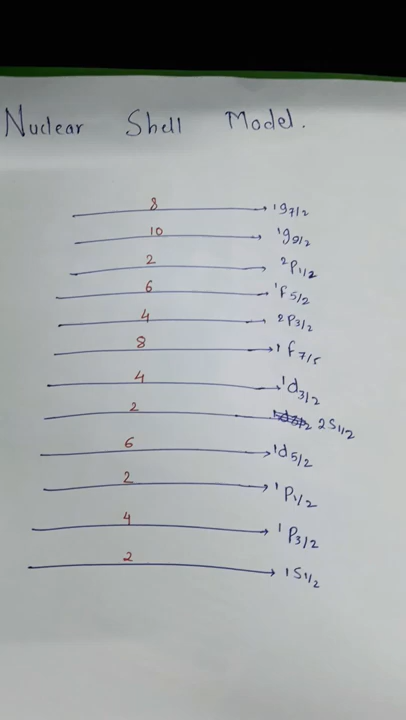 Nuclear Shell Model.
8 1g7/2
10 1g9/2
2 2p1/2
6 1f5/2
4 2p3/2
8 1f7/5
4 1d3/2
2 2s1/2
6 1d5/2
2 1p1/2
4 1p3/2
2 1s1/2